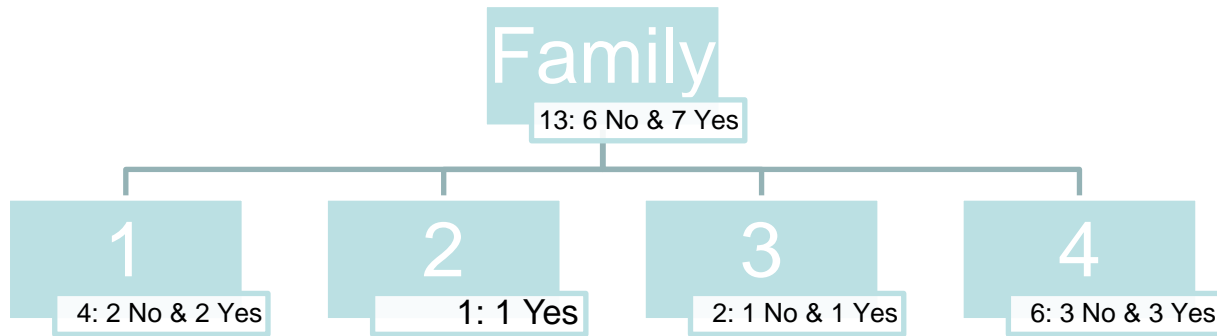 Family
13: 6 No & 7 Yes
1
4: 2 No & 2 Yes
2
1: 1 Yes
3
2: 1 No & 1 Yes
4
6: 3 No & 3 Yes